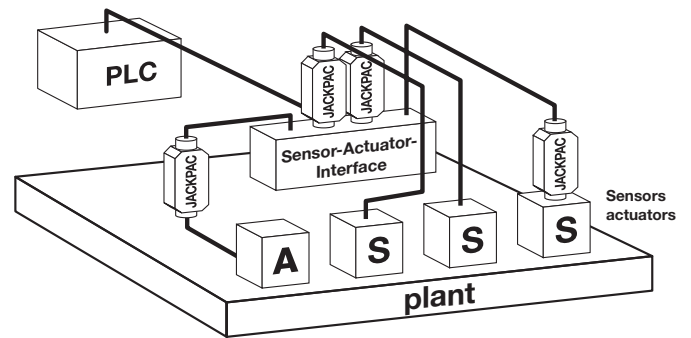 PLC
JACKPAC
JACKPAC
JACKPAC
JACKPAC
Sensor-Actuator-
Interface
Sensors
actuators
A
S
S
S
plant